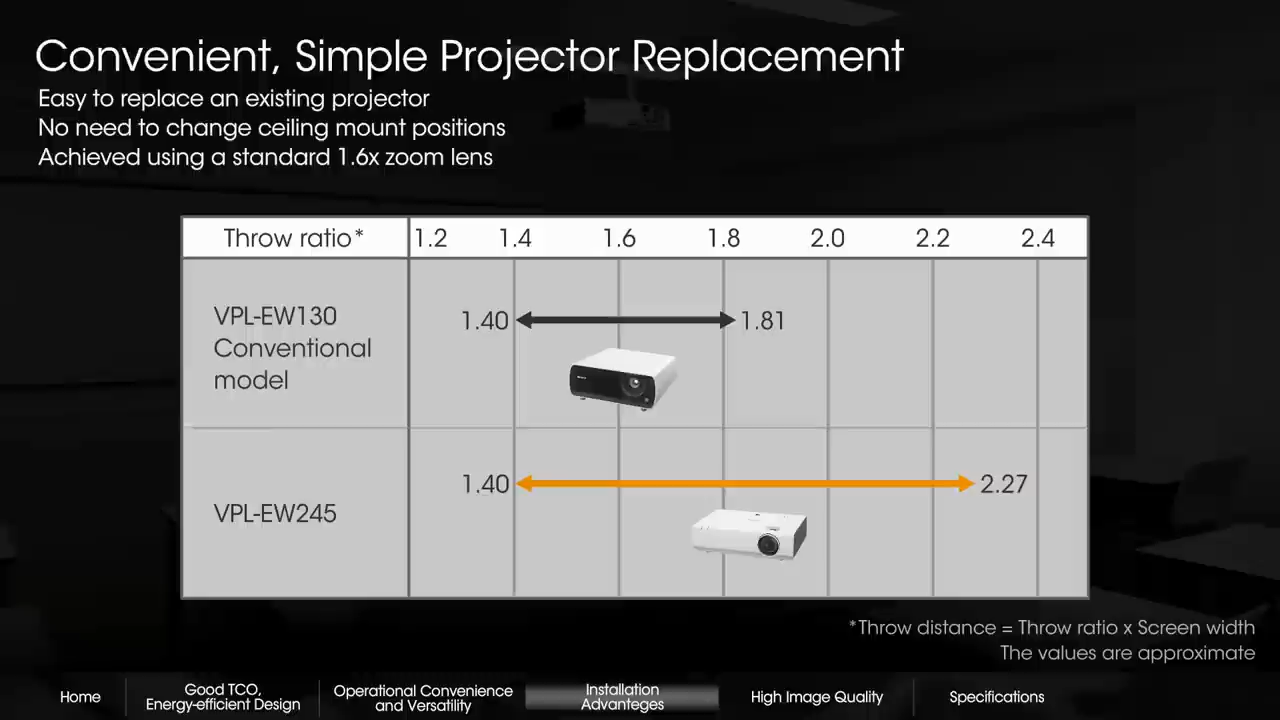 Convenient, Simple Projector Replacement
Easy to replace an existing projector
No need to change ceiling mount positions
Achieved using a standard 1.6x zoom lens
Throw ratio* 1.2 1.4 1.6 1.8 2.0 2.2 2.4
VPL-EW130
Conventional
model
1.40 1.81
VPL-EW245
1.40 2.27
*Throw distance = Throw ratio x Screen width
The values are approximate
Home
Good TCO,
Energy-efficient Design
Operational Convenience
and Versatility
Installation
Advanteges
High Image Quality
Specifications